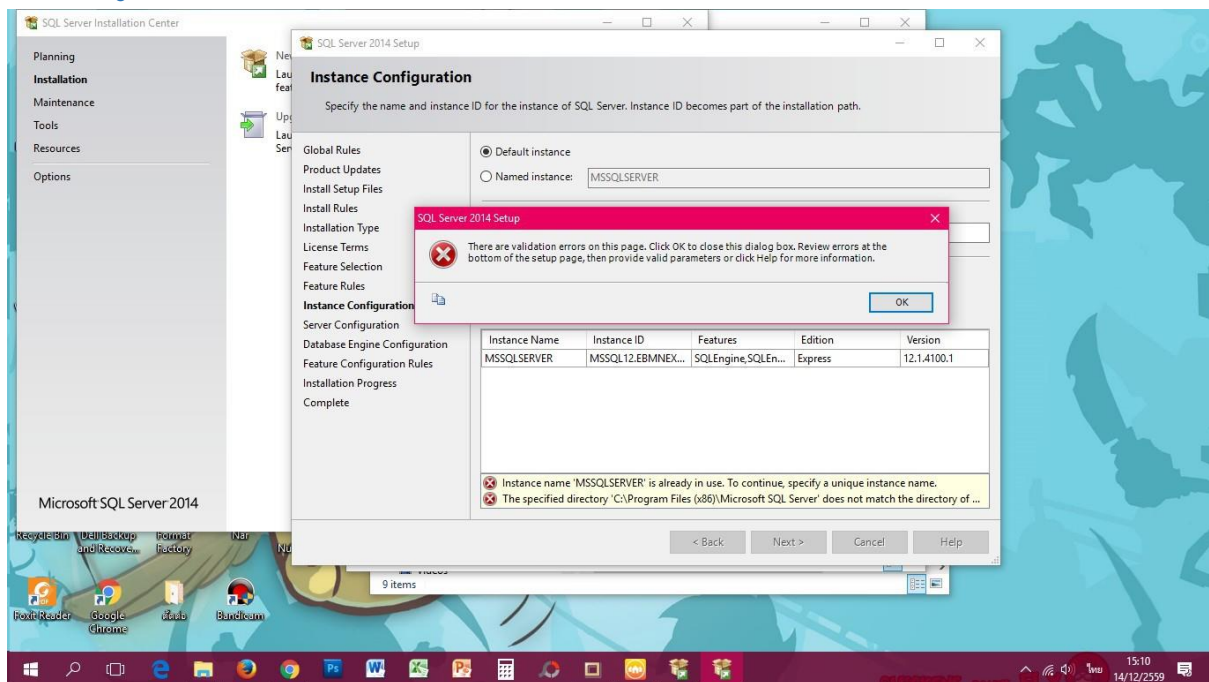 SQL Server Installation Center
Planning
Installation
Maintenance
Tools
Resources
Options
Microsoft SQL Server 2014
SQL Server 2014 Setup
Instance Configuration
Specify the name and instance ID for the instance of SQL Server. Instance ID becomes part of the installation path.
Global Rules
Product Updates
Install Setup Files
Install Rules
Installation Type
License Terms
Feature Selection
Feature Rules
Instance Configuration
Server Configuration
Database Engine Configuration
Feature Configuration Rules
Installation Progress
Complete
Default instance
Named instance: MSSQLSERVER
SQL Server 2014 Setup
There are validation errors on this page. Click OK to close this dialog box. Review errors at the
bottom of the setup page, then provide valid parameters or click Help for more information.
OK
Instance Name Instance ID Features Edition Version
MSSQLSERVER MSSQL12.EBMNEX... SQLEngine,SQLEn... Express 12.1.4100.1
Instance name 'MSSQLSERVER' is already in use. To continue, specify a unique instance name.
The specified directory 'C:\Program Files (x86)\Microsoft SQL Server' does not match the directory of ...
< Back Next > Cancel Help
9 items
Recycle Bin Dell Backup and Recove... Format Factory
Foxit Reader Google Chrome Bandicam
ไทย
15:10
14/12/2559